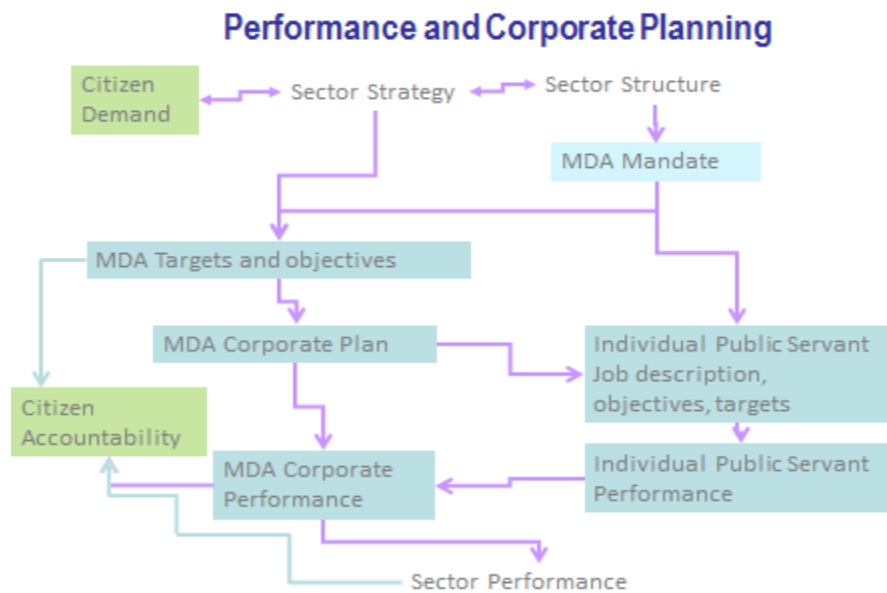 Performance and Corporate Planning
Citizen
Demand
Sector Strategy
Sector Structure
MDA Mandate
MDA Targets and objectives
MDA Corporate Plan
Individual Public Servant
Job description,
objectives, targets
Citizen
Accountability
MDA Corporate
Performance
Individual Public Servant
Performance
Sector Performance